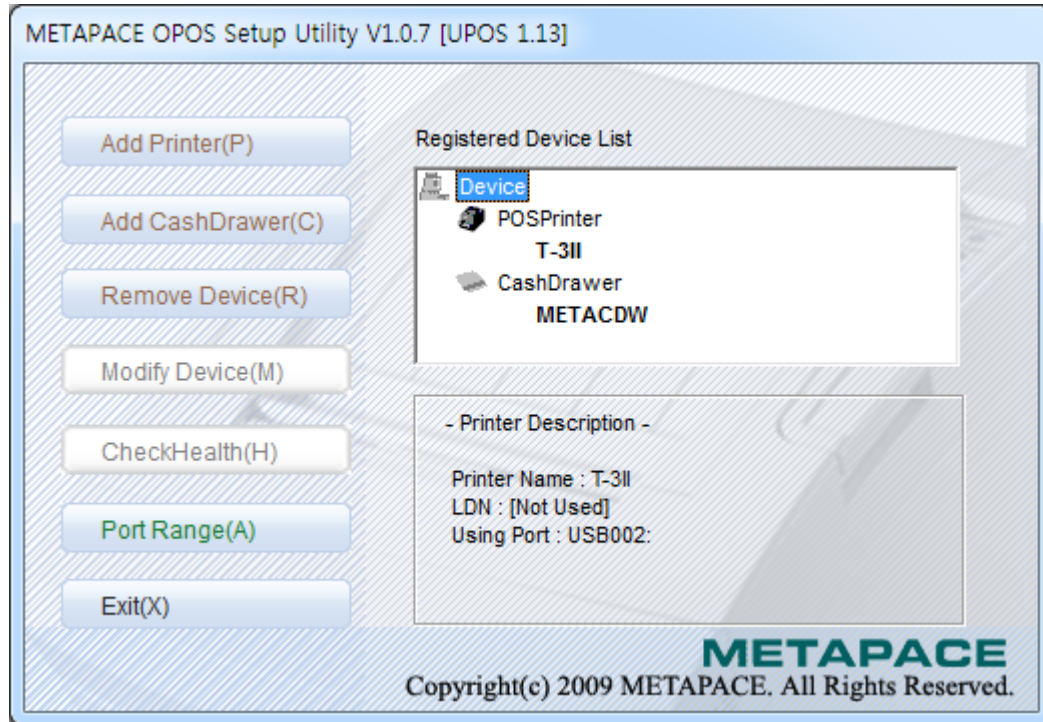 METAPACE OPOS Setup Utility V1.0.7 [UPOS 1.13]
Add Printer(P)
Add CashDrawer(C)
Remove Device(R)
Modify Device(M)
CheckHealth(H)
Port Range(A)
Exit(X)
Registered Device List
Device
POSPrinter
T-3II
CashDrawer
METACDW
- Printer Description -
Printer Name : T-3II
LDN : [Not Used]
Using Port : USB002:
METAPACE
Copyright(c) 2009 METAPACE. All Rights Reserved.